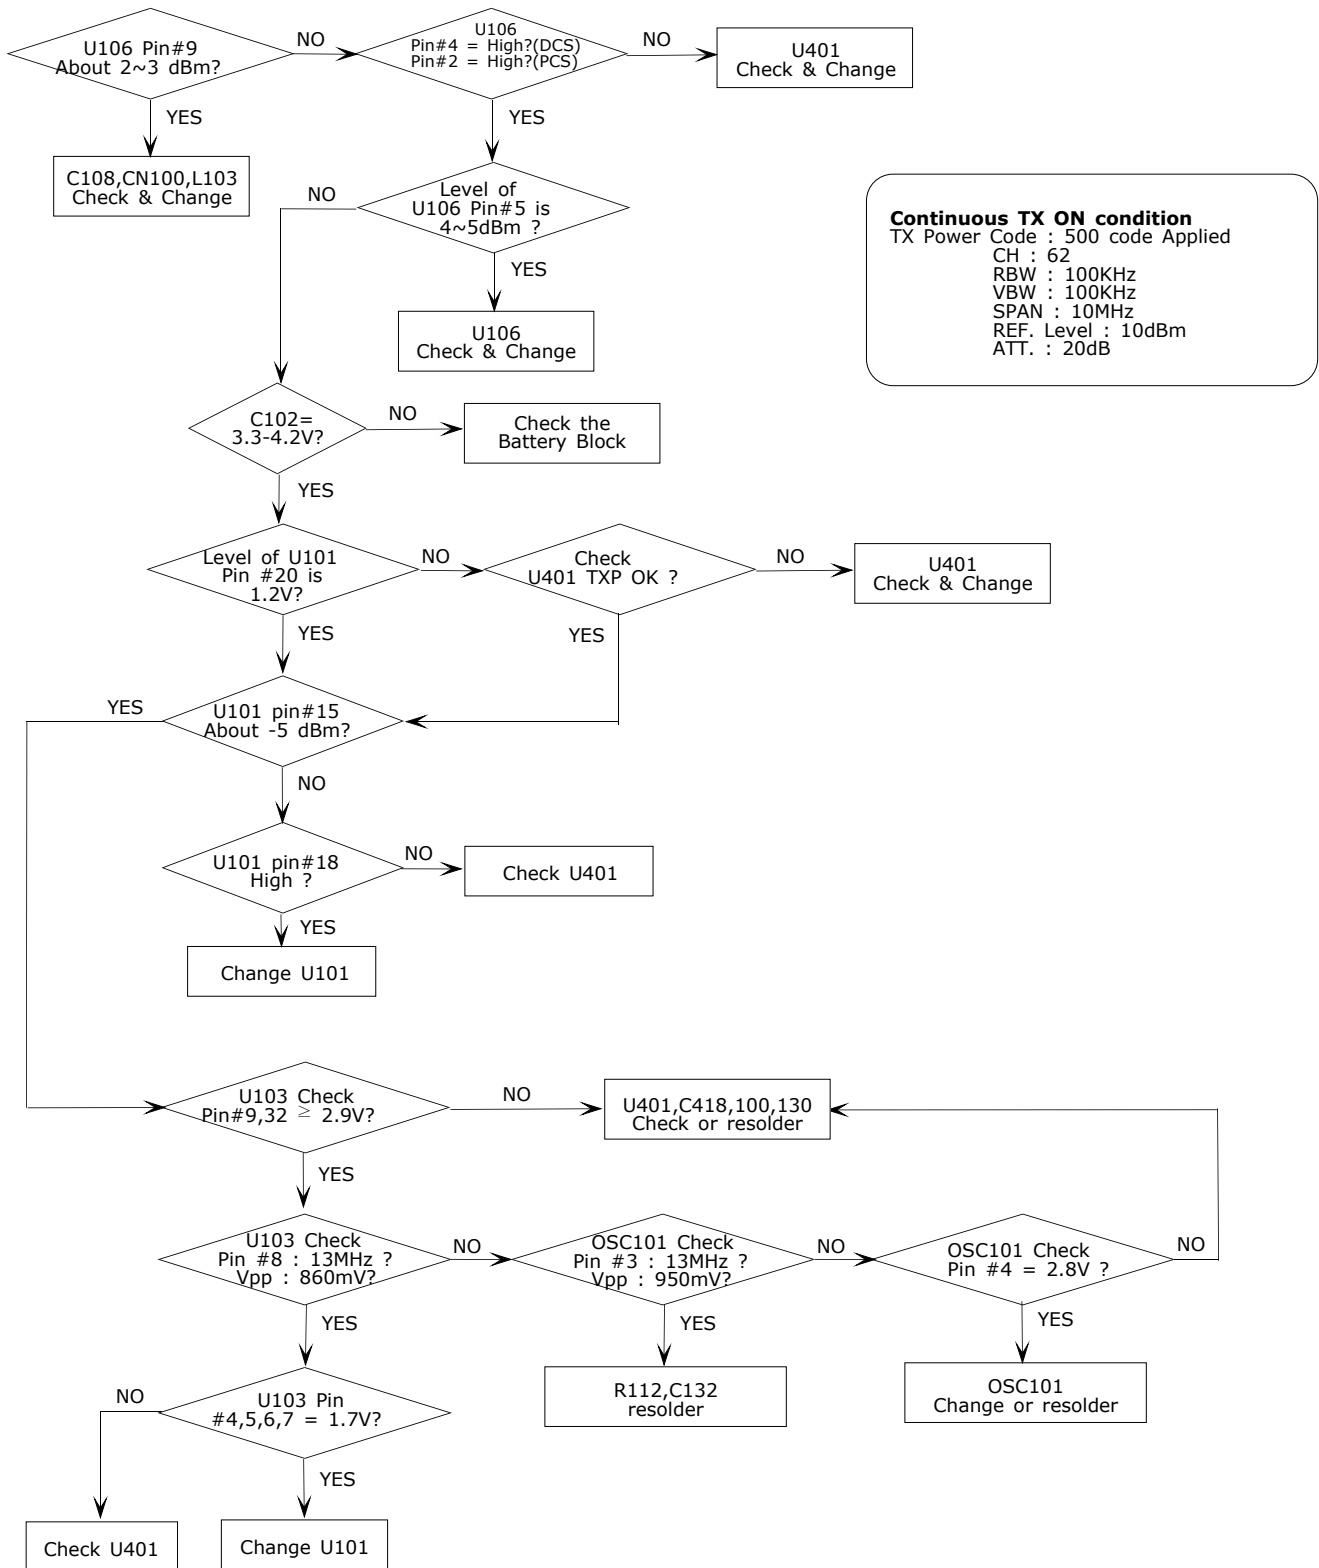 U106 Pin#9
About 2~3 dBm?
NO
U106
Pin#4 = High?(DCS)
Pin#2 = High?(PCS)
NO
U401
Check & Change
YES
YES
C108,CN100,L103
Check & Change
NO
Level of
U106 Pin#5 is
4~5dBm ?
Continuous TX ON condition
TX Power Code : 500 code Applied
CH : 62
RBW : 100KHz
VBW : 100KHz
SPAN : 10MHz
REF. Level : 10dBm
ATT. : 20dB
YES
U106
Check & Change
C102=
3.3-4.2V?
NO
Check the
Battery Block
YES
Level of U101
Pin #20 is
1.2V?
NO
Check
U401 TXP OK ?
NO
U401
Check & Change
YES
YES
YES
U101 pin#15
About -5 dBm?
NO
U101 pin#18
High ?
NO
Check U401
YES
Change U101
U103 Check
Pin#9,32 ≧ 2.9V?
NO
U401,C418,100,130
Check or resolder
YES
U103 Check
Pin #8 : 13MHz ?
Vpp : 860mV?
NO
OSC101 Check
Pin #3 : 13MHz ?
Vpp : 950mV?
NO
OSC101 Check
Pin #4 = 2.8V ?
NO
YES
YES
YES
NO
U103 Pin
#4,5,6,7 = 1.7V?
R112,C132
resolder
OSC101
Change or resolder
YES
Check U401
Change U101